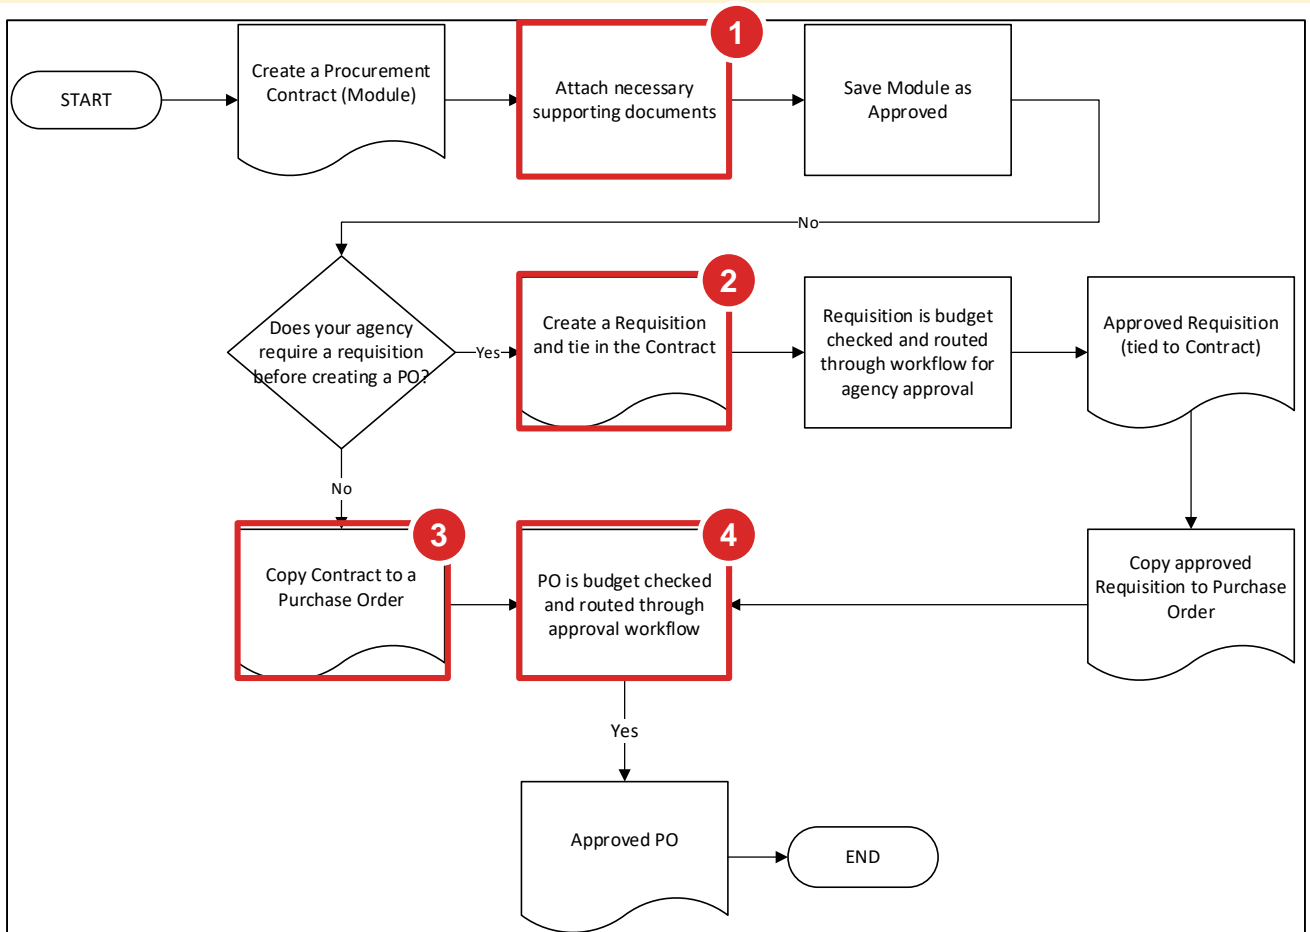 1
START
Create a Procurement
Contract (Module)
Attach necessary
supporting documents
Save Module as
Approved
No
2
Does your agency
require a requisition
before creating a PO?
Yes
Create a Requisition
and tie in the Contract
Requisition is budget
checked and routed
through workflow for
agency approval
Approved Requisition
(tied to Contract)
No
3
4
Copy Contract to a
Purchase Order
PO is budget checked
and routed through
approval workflow
Copy approved
Requisition to Purchase
Order
Yes
Approved PO
END